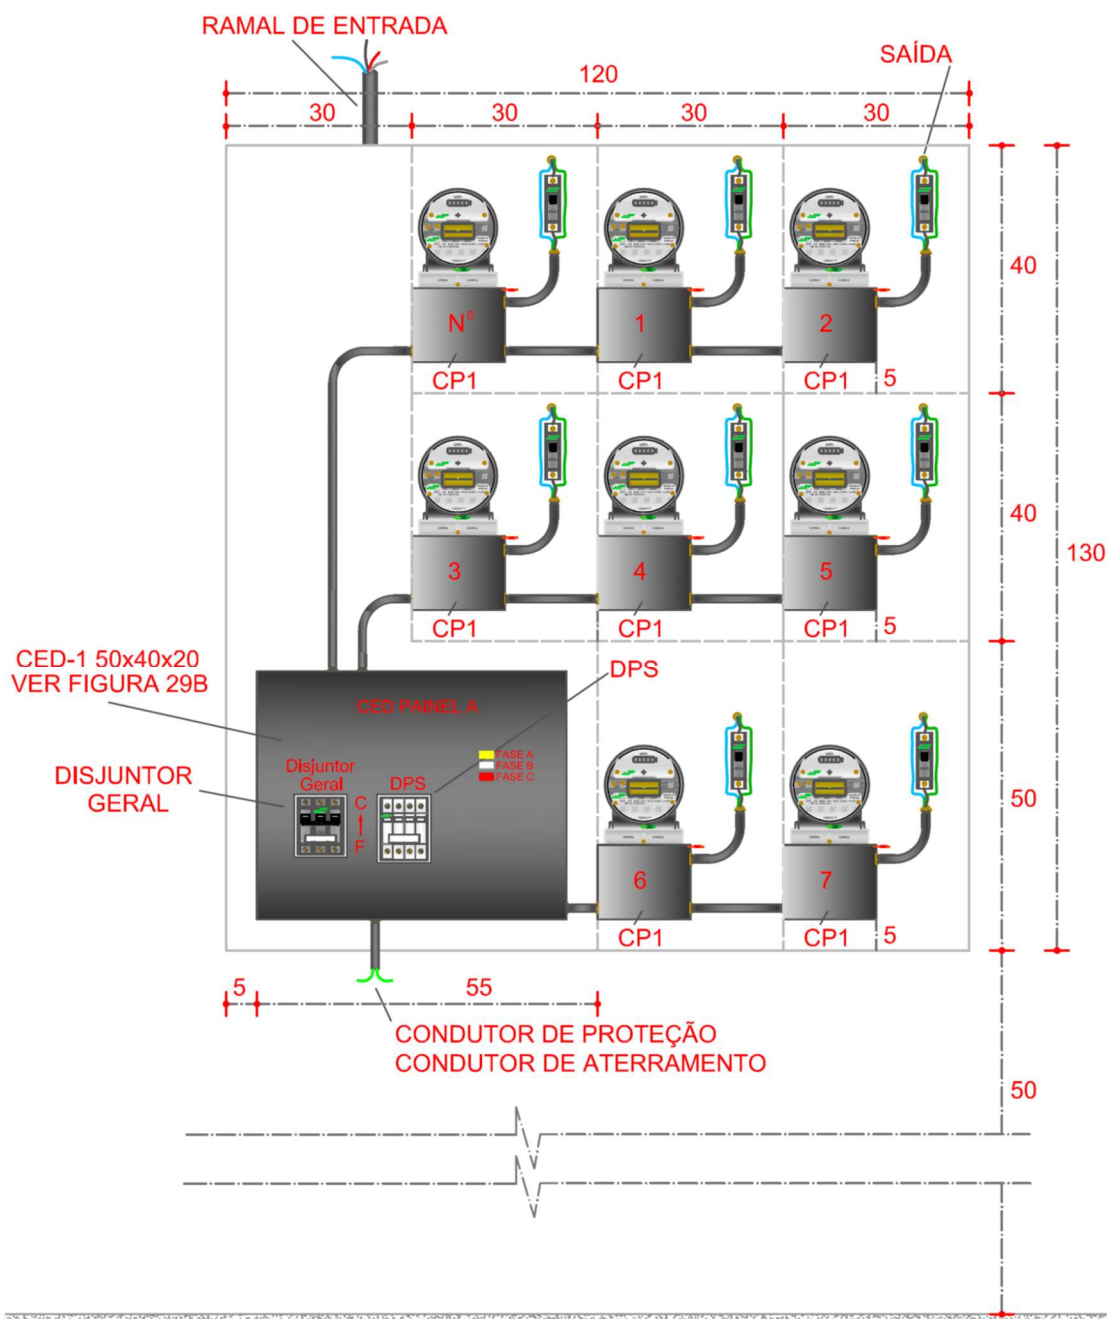 RAMAL DE ENTRADA
SAÍDA
120
30
30
30
30
40
Nº
1
2
CP1
CP1
CP1
5
40
130
3
4
5
CP1
CP1
CP1
5
CED-1 50x40x20
VER FIGURA 29B
DPS
CED PAINEL A
FASE A
FASE B
FASE C
DISJUNTOR
GERAL
Disjuntor
Geral
DPS
C
F
50
6
7
CP1
CP1
5
5
55
CONDUTOR DE PROTEÇÃO
CONDUTOR DE ATERRAMENTO
50